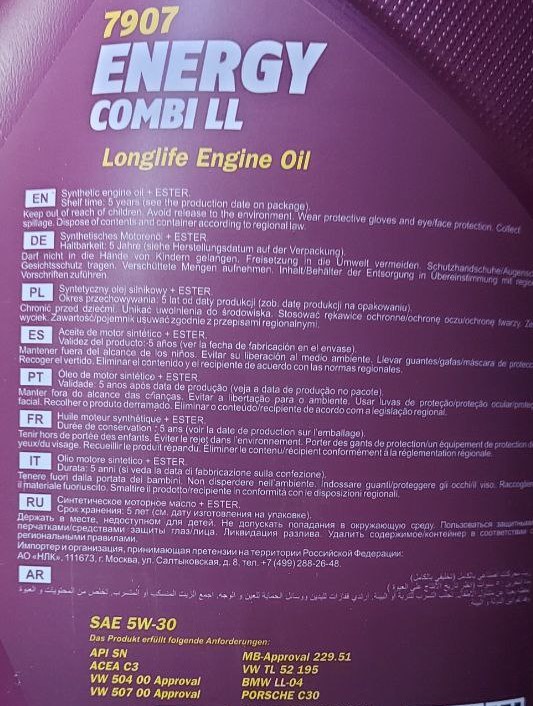 7907
ENERGY
COMBI LL
Longlife Engine Oil
EN Synthetic engine oil + ESTER.
Shelf time: 5 years (see the production date on package).
Keep out of reach of children. Avoid release to the environment. Wear protective gloves and eye/face protection. Collect
spillage. Dispose of contents and container according to regional law.
DE Synthetisches Motorenöl + ESTER.
Haltbarkeit: 5 Jahre (siehe Herstellungsdatum auf der Verpackung).
Darf nicht in die Hände von Kindern gelangen. Freisetzung in die Umwelt vermeiden. Schutzhandschuhe/Augensc
Gesichtsschutz tragen. Verschüttete Mengen aufnehmen. Inhalt/Behälter der Entsorgung in Übereinstimmung mit region
Vorschriften zuführen.
PL Syntetyczny olej silnikowy + ESTER.
Okres przechowywania: 5 lat od daty produkcji (zob. datę produkcji na opakowaniu).
Chronić przed dziećmi. Unikać uwolnienia do środowiska. Stosować rękawice ochronne/ochronę oczu/ochronę twarzy. Ze
wyciek. Zawartość/pojemnik usuwać zgodnie z przepisami regionalnymi.
ES Aceite de motor sintético + ESTER.
Validez del producto: 5 años (ver la fecha de fabricación en el envase).
Mantener fuera del alcance de los niños. Evitar su liberación al medio ambiente. Llevar guantes/gafas/máscara de protecc
Recoger el vertido. Eliminar el contenido y el recipiente de acuerdo con las normas regionales.
PT Óleo de motor sintético + ESTER.
Validade: 5 anos após data de produção (veja a data de produção no pacote).
Manter fora do alcance das crianças. Evitar a libertação para o ambiente. Usar luvas de proteção/proteção ocular/proteç
facial. Recolher o produto derramado. Eliminar o conteúdo/recipiente de acordo com a legislação regional.
FR Huile moteur synthétique + ESTER.
Durée de conservation : 5 ans (voir la date de production sur l'emballage).
Tenir hors de portée des enfants. Éviter le rejet dans l'environnement. Porter des gants de protection/un équipement de protection d
yeux/du visage. Recueillir le produit répandu. Éliminer le contenu/récipient conformément à la réglementation régionale.
IT Olio motore sintetico + ESTER.
Durata: 5 anni (si veda la data di fabbricazione sulla confezione).
Tenere fuori dalla portata dei bambini. Non disperdere nell'ambiente. Indossare guanti/proteggere gli occhi/il viso. Raccogliere
il materiale fuoriuscito. Smaltire il prodotto/recipiente in conformità con le disposizioni regionali.
RU Синтетическое моторное масло + ESTER.
Срок хранения: 5 лет (см. дату изготовления на упаковке).
Держать в месте, недоступном для детей. Не допускать попадания в окружающую среду. Пользоваться защитными
перчатками/средствами защиты глаз/лица. Ликвидация разлива. Удалить содержимое/контейнер в соответствии с
региональными правилами.
Импортер и организация, принимающая претензии на территории Российской Федерации:
АО «НЛК», 111673, г. Москва, ул. Салтыковская, д. 8, тел. +7 (499) 288-26-48.
AR
SAE 5W-30
Das Produkt erfüllt folgende Anforderungen:
API SN
ACEA C3
VW 504 00 Approval
VW 507 00 Approval
MB-Approval 229.51
VW TL 52 195
BMW LL-04
PORSCHE C30